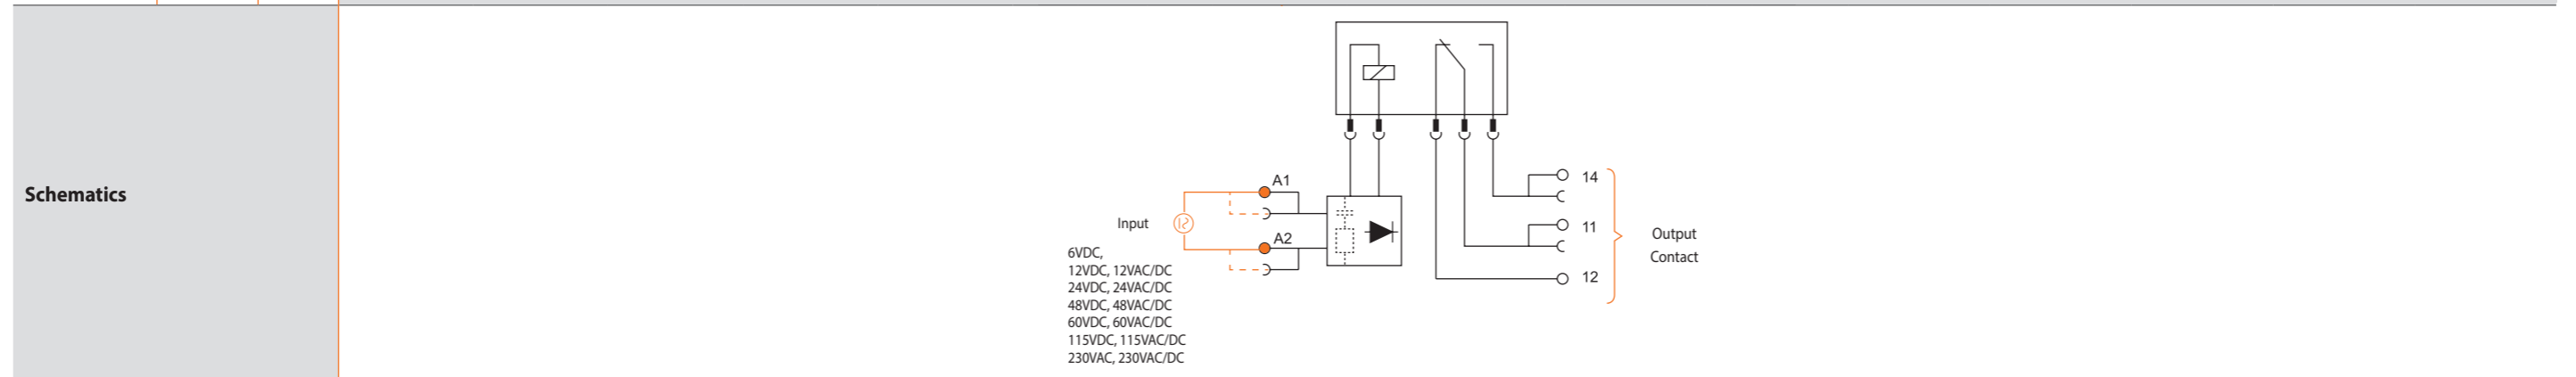 Schematics
Input
A1
A2
6VDC,
12VDC, 12VAC/DC
24VDC, 24VAC/DC
48VDC, 48VAC/DC
60VDC, 60VAC/DC
115VDC, 115VAC/DC
230VAC, 230VAC/DC
14
11
12
Output
Contact